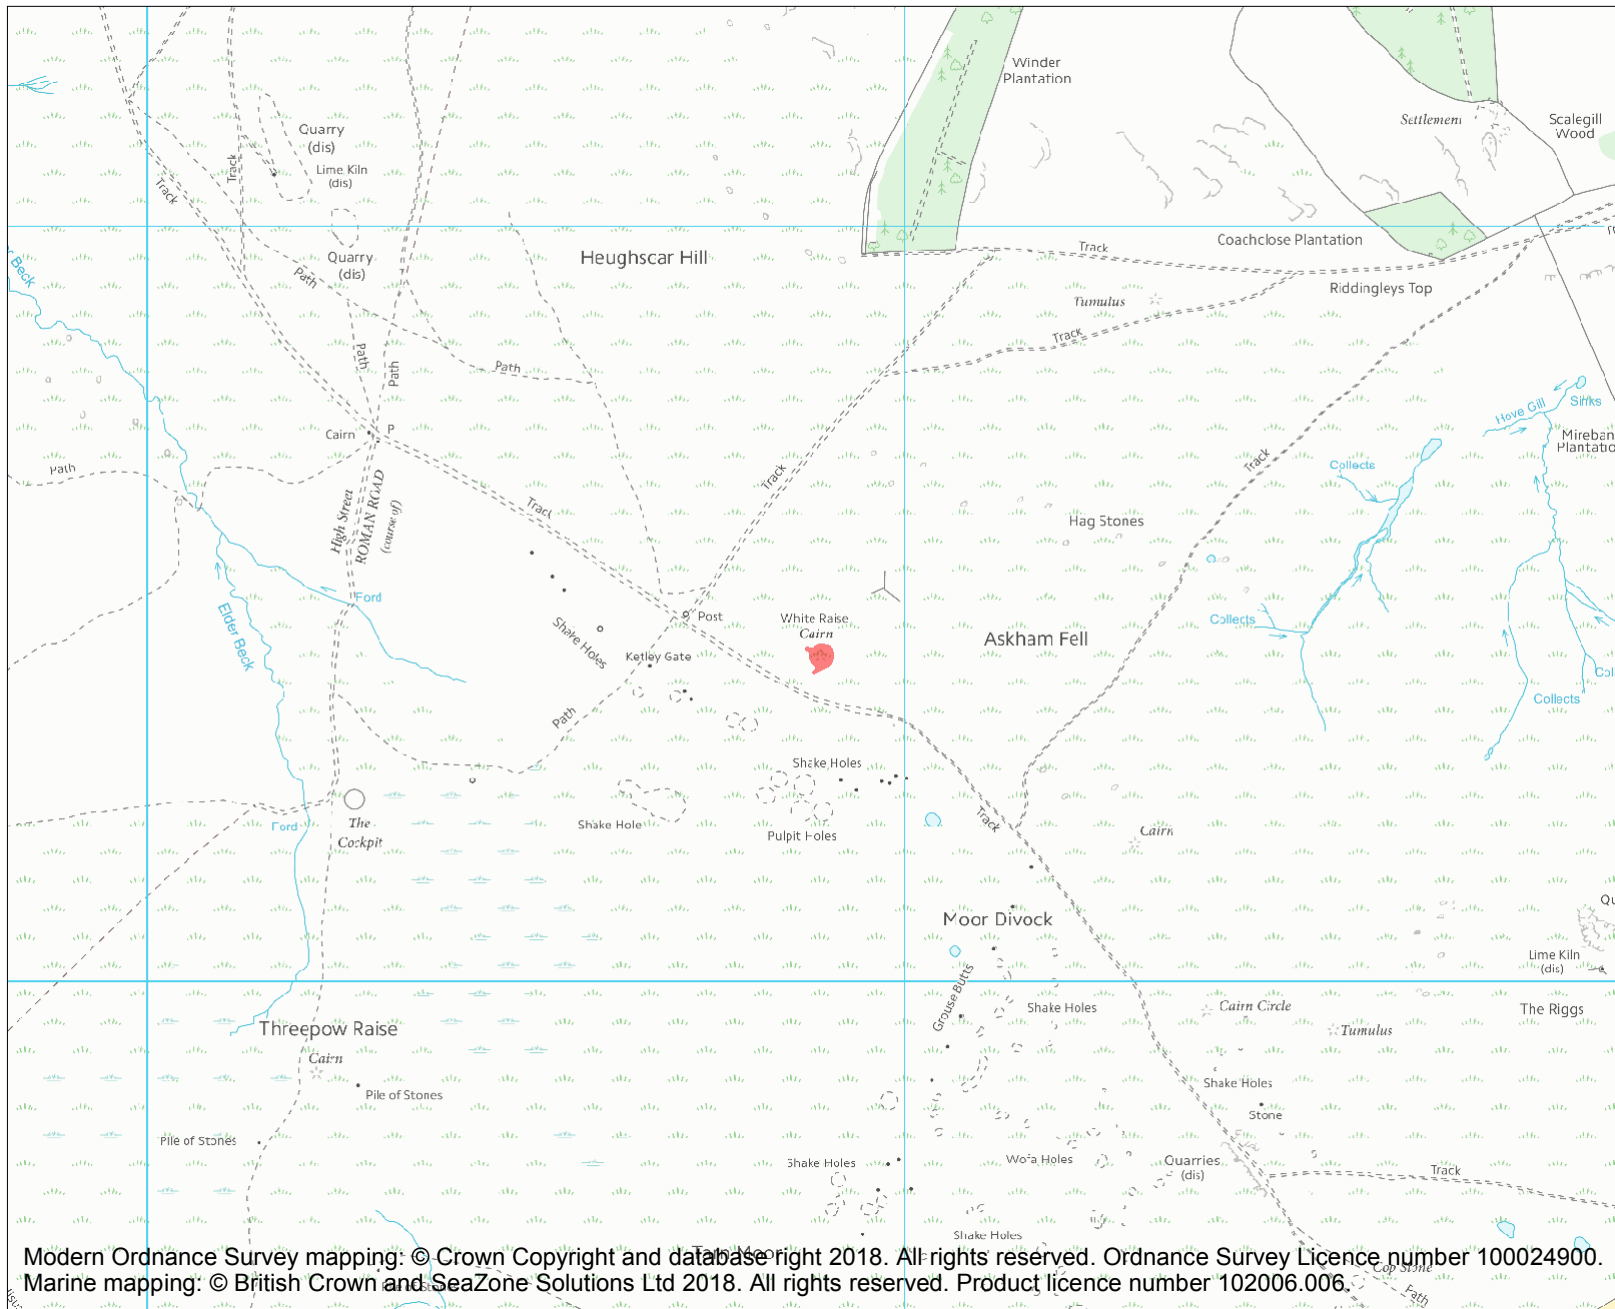 Winder
Plantation
Settlement
Scalegill
Wood
Quarry
(dis)
Lime Kiln
(dis)
Track
Track
Quarry
(dis)
Path
Heughscar Hill
Track
Coachclose Plantation
Beck
Tumulus
Riddingleys Top
Track
Path
Path
Path
Cairn
P
Hove Gill
Sinks
Path
Collects
Track
Track
Track
High Street
ROMAN ROAD
(course of)
Hag Stones
Ford
Elder Beck
Shake Holes
Post
White Raise
Cairn
Askham Fell
Collects
Ketley Gate
Path
Collects
Shake Holes
The
Cockpit
Ford
Shake Hole
Pulpit Holes
Track
Cairn
Moor Divock
Grouse Butts
Lime Kiln
(dis)
Shake Holes
Cairn Circle
Tumulus
The Riggs
Threepow Raise
Cairn
Pile of Stones
Shake Holes
Stone
Pile of Stones
Shake Holes
Wofa Holes
Quarries
(dis)
Track
Shake Holes
Tarn Moor
Cop Stone
Path
Modern Ordnance Survey mapping: © Crown Copyright and database right 2018. All rights reserved. Ordnance Survey Licence number 100024900.
Marine mapping: © British Crown and SeaZone Solutions Ltd 2018. All rights reserved. Product licence number 102006.006.